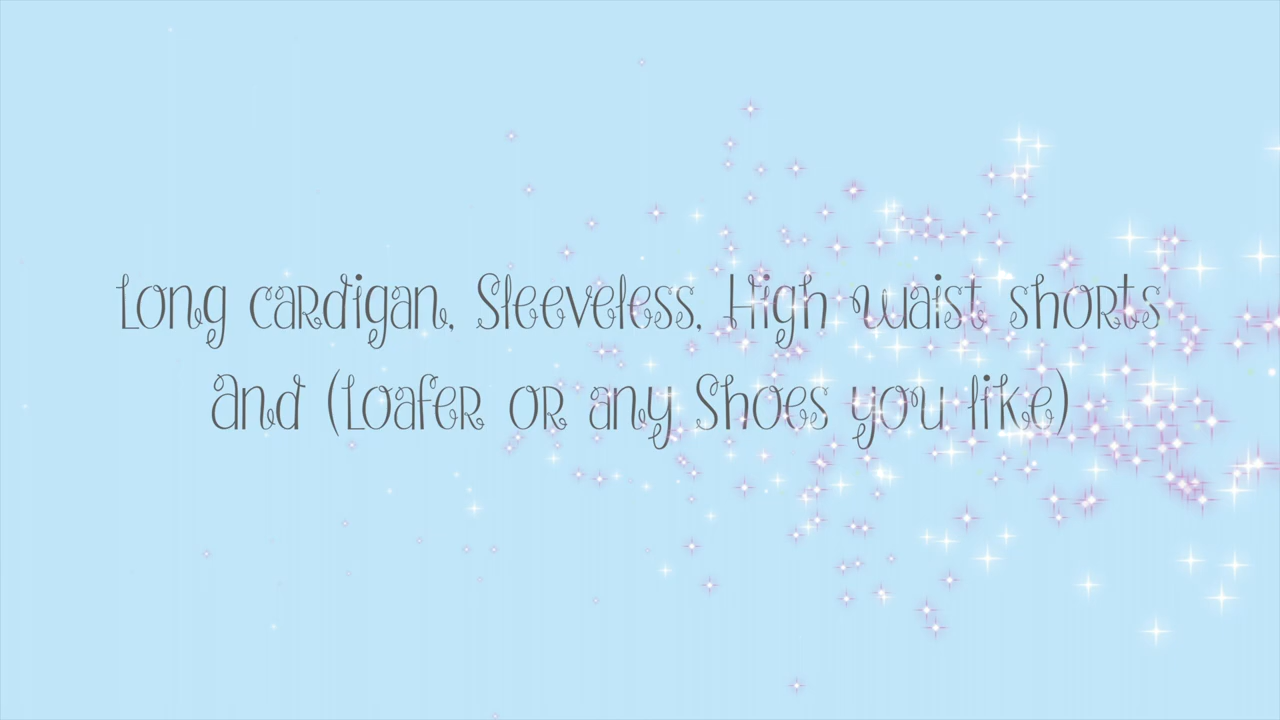 Long cardigan, Sleeveless, High waist shorts
And (Loafer or any Shoes you like)